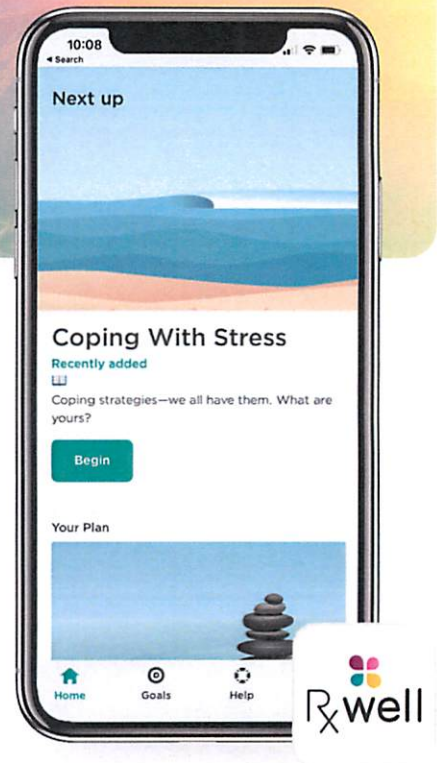 10:08
◀ Search
Next up
Coping With Stress
Recently added
Coping strategies—we all have them. What are
yours?
Begin
Your Plan
Home
Goals
Help
Rxwell